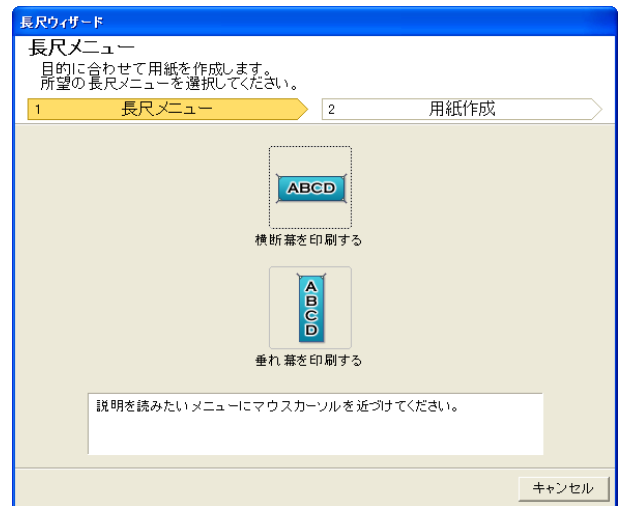 長尺ウィザード
長尺メニュー
目的に合わせて用紙を作成します。
所望の長尺メニューを選択してください。
1 長尺メニュー 2 用紙作成
ABCD
横断幕を印刷する
A
B
C
D
垂れ幕を印刷する
説明を読みたいメニューにマウスカーソルを近づけてください。
キャンセル